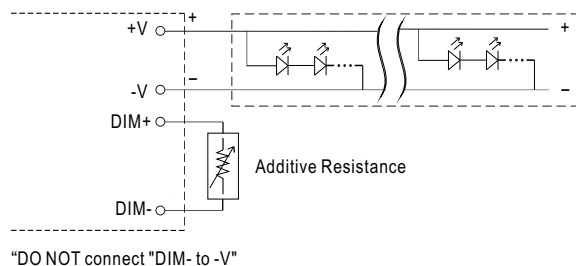 +V + +
-V − −
DIM+
Additive Resistance
DIM-
“DO NOT connect "DIM- to -V"